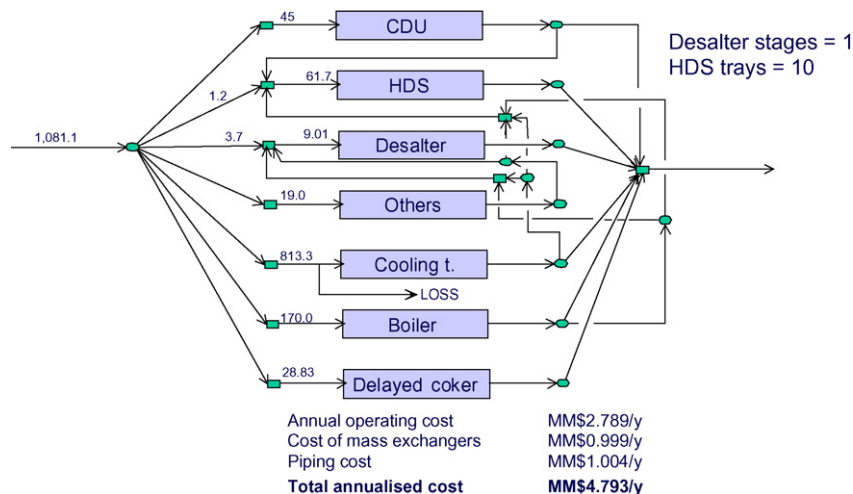 45
CDU
Desalter stages = 1
HDS trays = 10
61.7
HDS
1.2
1,081.1
3.7
9.01
Desalter
19.0
Others
813.3
Cooling t.
LOSS
170.0
Boiler
28.83
Delayed coker
Annual operating cost MM$2.789/y
Cost of mass exchangers MM$0.999/y
Piping cost MM$1.004/y
Total annualised cost MM$4.793/y